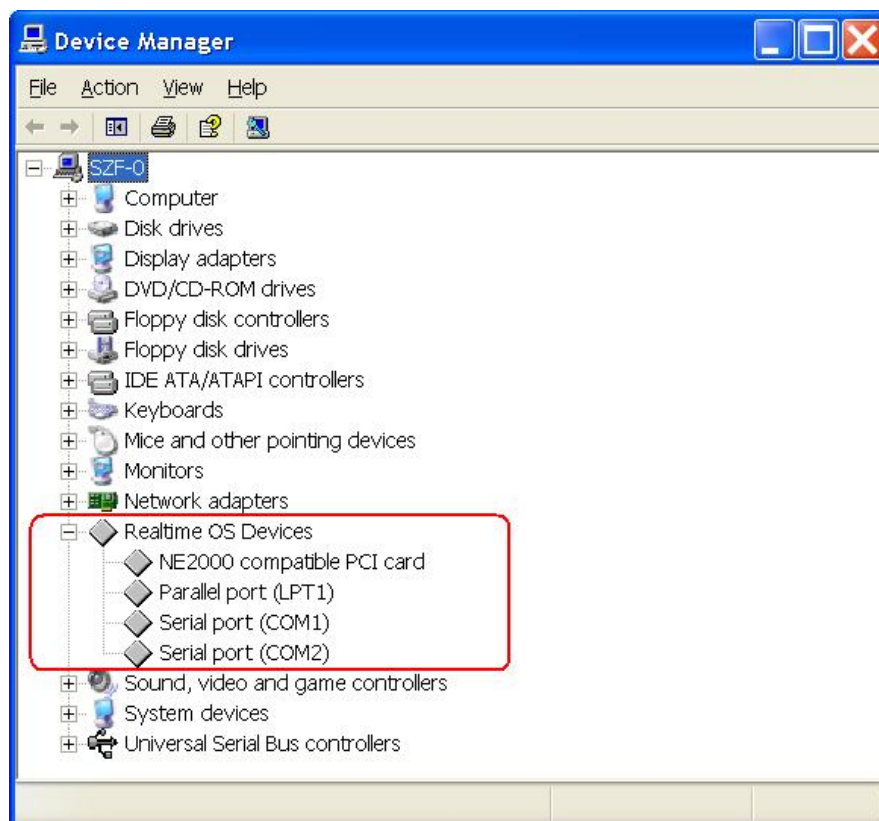 Device Manager
File Action View Help
SZF-0
Computer
Disk drives
Display adapters
DVD/CD-ROM drives
Floppy disk controllers
Floppy disk drives
IDE ATA/ATAPI controllers
Keyboards
Mice and other pointing devices
Monitors
Network adapters
Realtime OS Devices
NE2000 compatible PCI card
Parallel port (LPT1)
Serial port (COM1)
Serial port (COM2)
Sound, video and game controllers
System devices
Universal Serial Bus controllers